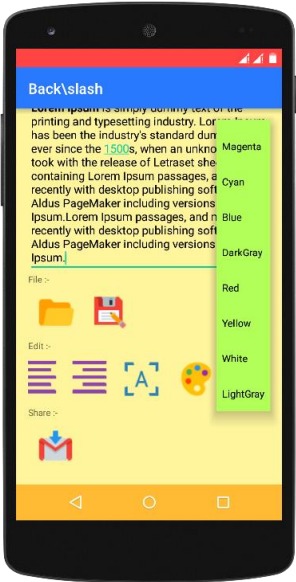 Back\slash
Lorem Ipsum is simply dummy text of the
printing and typesetting industry. Lorem Ipsum
has been the industry's standard dum
ever since the 1500s, when an unkno
took with the release of Letraset she
containing Lorem Ipsum passages, a
recently with desktop publishing soft
Aldus PageMaker including versions
Ipsum.Lorem Ipsum passages, and m
recently with desktop publishing soft
Aldus PageMaker including versions
Ipsum.
Magenta
Cyan
Blue
DarkGray
Red
Yellow
White
LightGray
File :-
Edit :-
A
Share :-